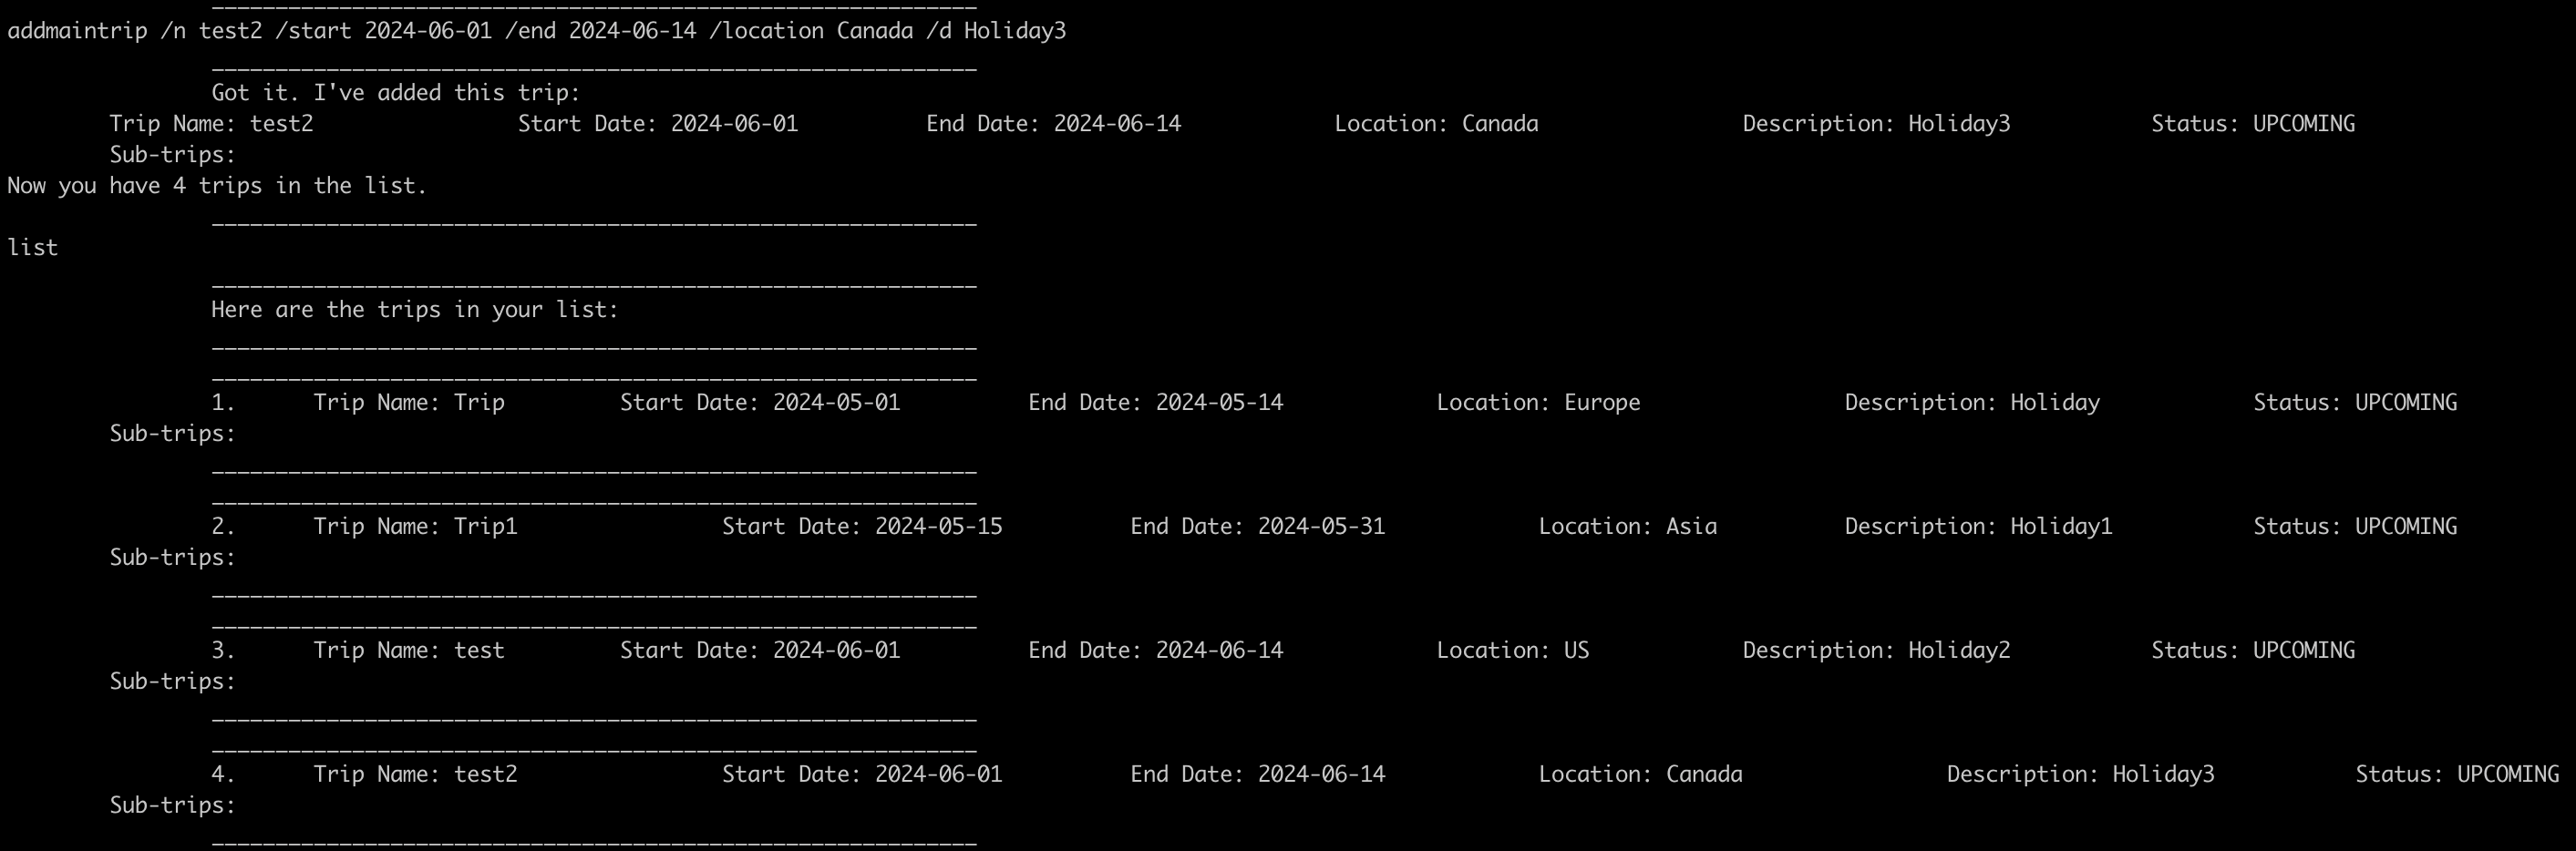 ____________________________________________________________
addmaintrip /n test2 /start 2024-06-01 /end 2024-06-14 /location Canada /d Holiday3
____________________________________________________________
Got it. I've added this trip:
Trip Name: test2 Start Date: 2024-06-01 End Date: 2024-06-14 Location: Canada Description: Holiday3 Status: UPCOMING
Sub-trips:
Now you have 4 trips in the list.
____________________________________________________________
list
____________________________________________________________
Here are the trips in your list:
____________________________________________________________
____________________________________________________________
1. Trip Name: Trip Start Date: 2024-05-01 End Date: 2024-05-14 Location: Europe Description: Holiday Status: UPCOMING
Sub-trips:
____________________________________________________________
____________________________________________________________
2. Trip Name: Trip1 Start Date: 2024-05-15 End Date: 2024-05-31 Location: Asia Description: Holiday1 Status: UPCOMING
Sub-trips:
____________________________________________________________
____________________________________________________________
3. Trip Name: test Start Date: 2024-06-01 End Date: 2024-06-14 Location: US Description: Holiday2 Status: UPCOMING
Sub-trips:
____________________________________________________________
____________________________________________________________
4. Trip Name: test2 Start Date: 2024-06-01 End Date: 2024-06-14 Location: Canada Description: Holiday3 Status: UPCOMING
Sub-trips:
____________________________________________________________